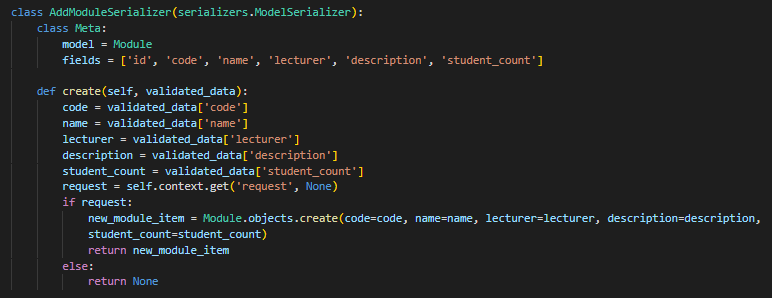 class AddModuleSerializer(serializers.ModelSerializer):
    class Meta:
        model = Module
        fields = ['id', 'code', 'name', 'lecturer', 'description', 'student_count']

    def create(self, validated_data):
        code = validated_data['code']
        name = validated_data['name']
        lecturer = validated_data['lecturer']
        description = validated_data['description']
        student_count = validated_data['student_count']
        request = self.context.get('request', None)
        if request:
            new_module_item = Module.objects.create(code=code, name=name, lecturer=lecturer, description=description,
            student_count=student_count)
            return new_module_item
        else:
            return None